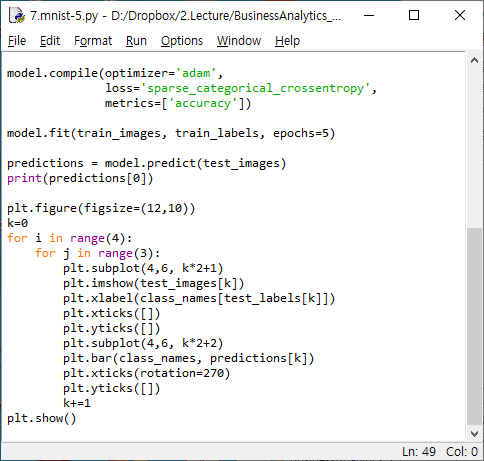 7.mnist-5.py - D:/Dropbox/2.Lecture/BusinessAnalytics_...
File Edit Format Run Options Window Help
model.compile(optimizer='adam',
              loss='sparse_categorical_crossentropy',
              metrics=['accuracy'])
model.fit(train_images, train_labels, epochs=5)
predictions = model.predict(test_images)
print(predictions[0])
plt.figure(figsize=(12,10))
k=0
for i in range(4):
    for j in range(3):
        plt.subplot(4,6, k*2+1)
        plt.imshow(test_images[k])
        plt.xlabel(class_names[test_labels[k]])
        plt.xticks([])
        plt.yticks([])
        plt.subplot(4,6, k*2+2)
        plt.bar(class_names, predictions[k])
        plt.xticks(rotation=270)
        plt.yticks([])
        k+=1
plt.show()
Ln: 49 Col: 0